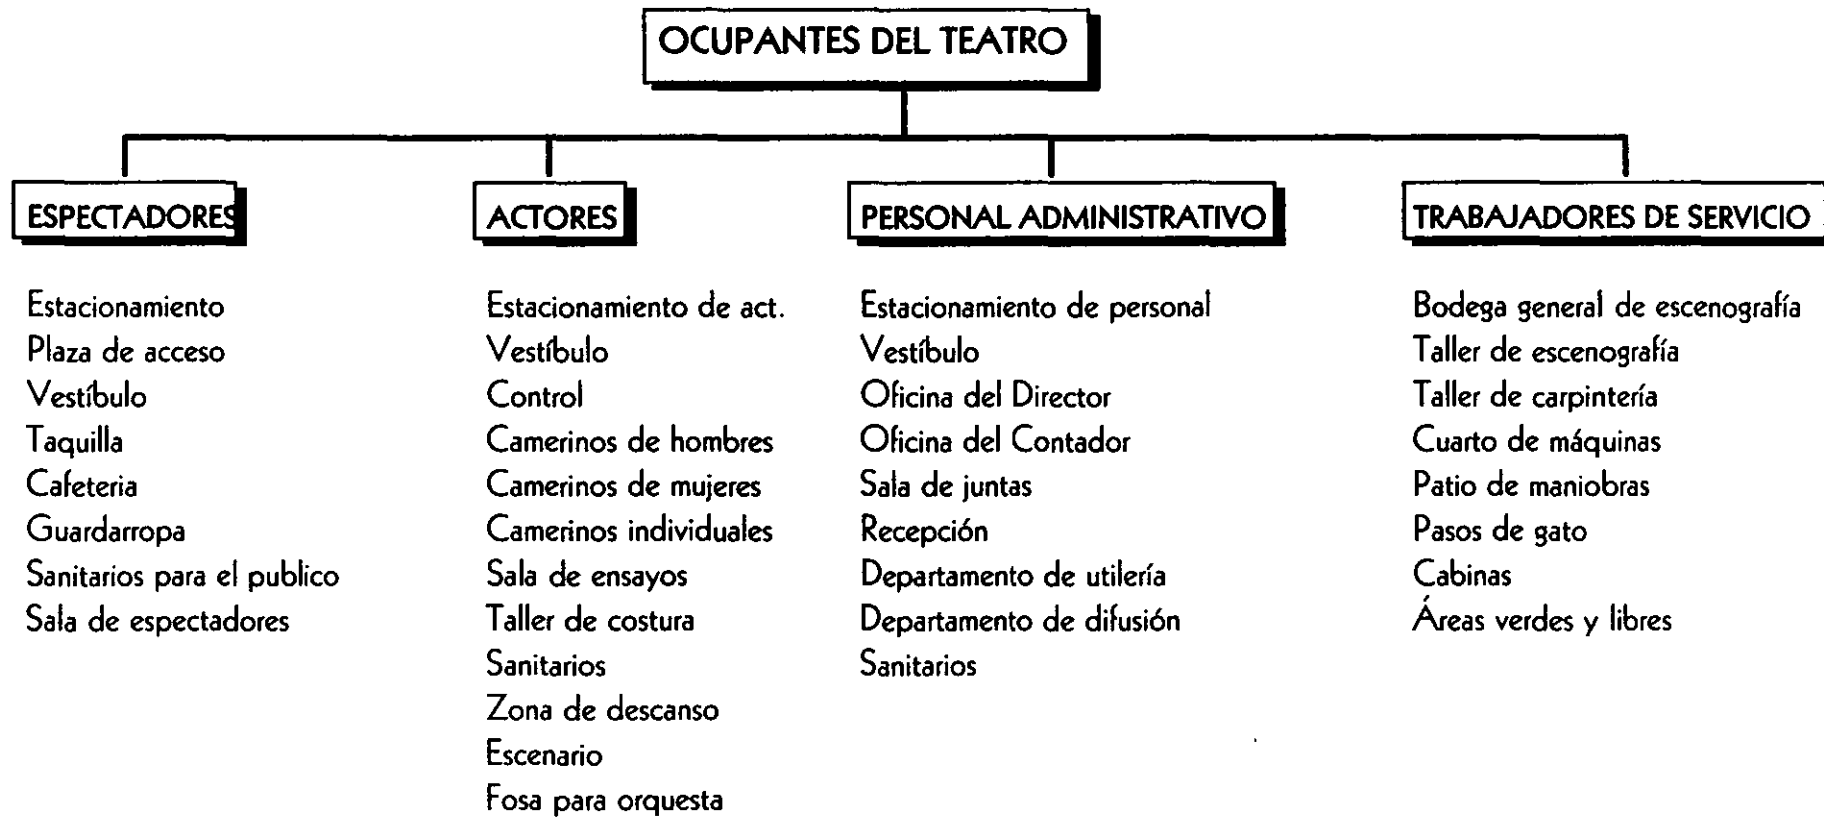 OCUPANTES DEL TEATRO
ESPECTADORES
Estacionamiento
Plaza de acceso
Vestíbulo
Taquilla
Cafeteria
Guardarropa
Sanitarios para el publico
Sala de espectadores
ACTORES
Estacionamiento de act.
Vestíbulo
Control
Camerinos de hombres
Camerinos de mujeres
Camerinos individuales
Sala de ensayos
Taller de costura
Sanitarios
Zona de descanso
Escenario
Fosa para orquesta
PERSONAL ADMINISTRATIVO
Estacionamiento de personal
Vestíbulo
Oficina del Director
Oficina del Contador
Sala de juntas
Recepción
Departamento de utilería
Departamento de difusión
Sanitarios
TRABAJADORES DE SERVICIO
Bodega general de escenografía
Taller de escenografía
Taller de carpintería
Cuarto de máquinas
Patio de maniobras
Pasos de gato
Cabinas
Áreas verdes y libres